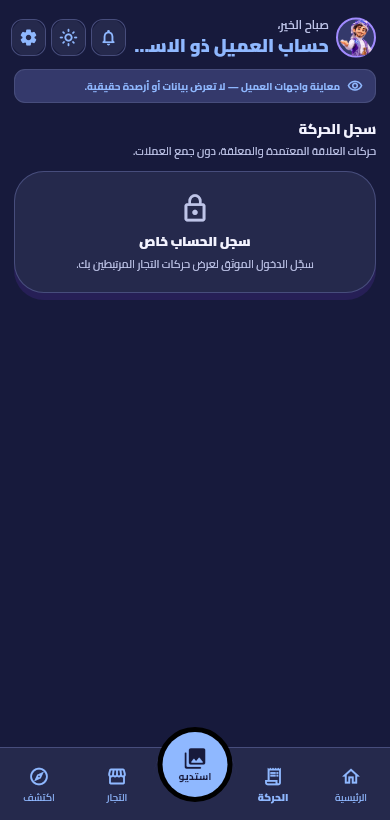 صباح الخير،
حساب العميل ذو الاسـ...
معاينة واجهات العميل — لا تعرض بيانات أو أرصدة حقيقية.
سجل الحركة
حركات العلاقة المعتمدة والمعلقة، دون جمع العملات.
سجل الحساب خاص
سجّل الدخول الموثق لعرض حركات التجار المرتبطين بك.
الرئيسية
الحركة
استديو
التجار
اكتشف